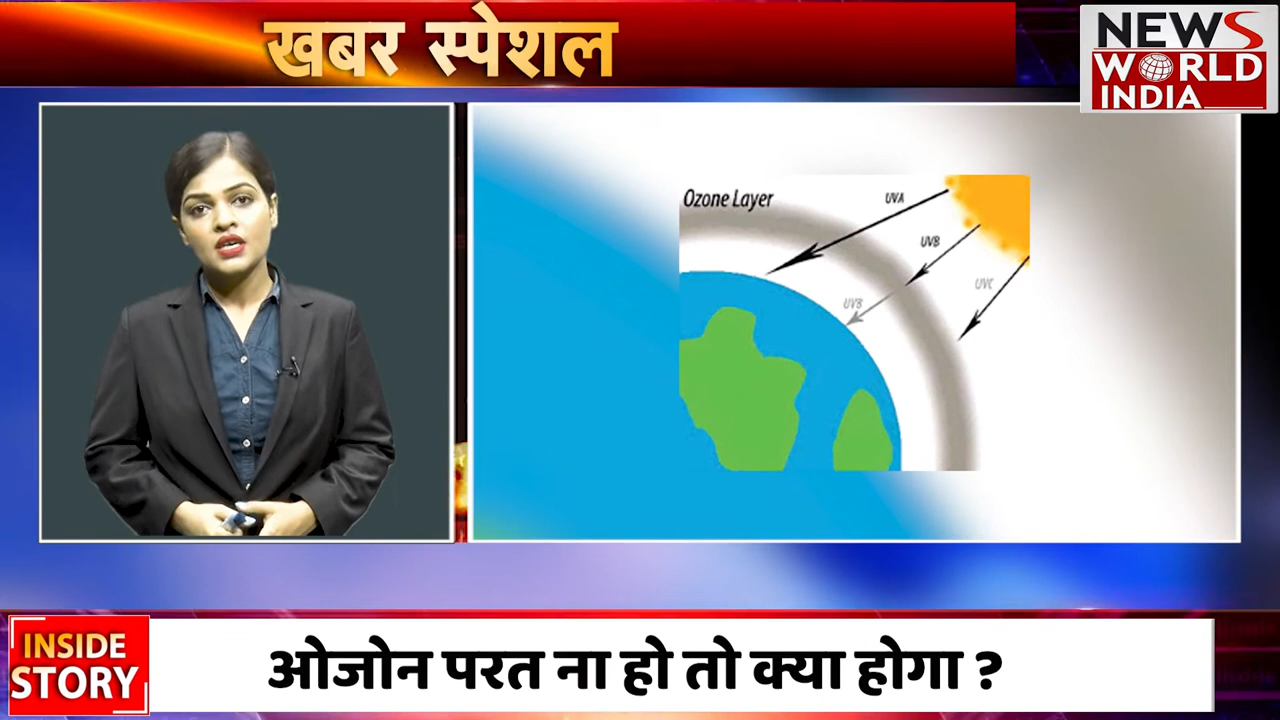 खबर स्पेशल
NEWS
WORLD
INDIA
Ozone Layer
UVA
UVB
UVB
UVC
INSIDE
STORY
ओजोन परत ना हो तो क्या होगा ?